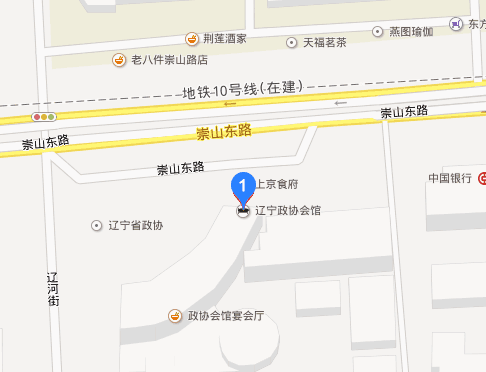 荆莲酒家
燕图瑜伽
东方
天福茗茶
老八件崇山路店
地铁10号线(在建)
崇山东路
崇山东路
崇山东路
崇山东路
上京食府
中国银行
1
辽宁政协会馆
辽宁省政协
辽河街
政协会馆宴会厅